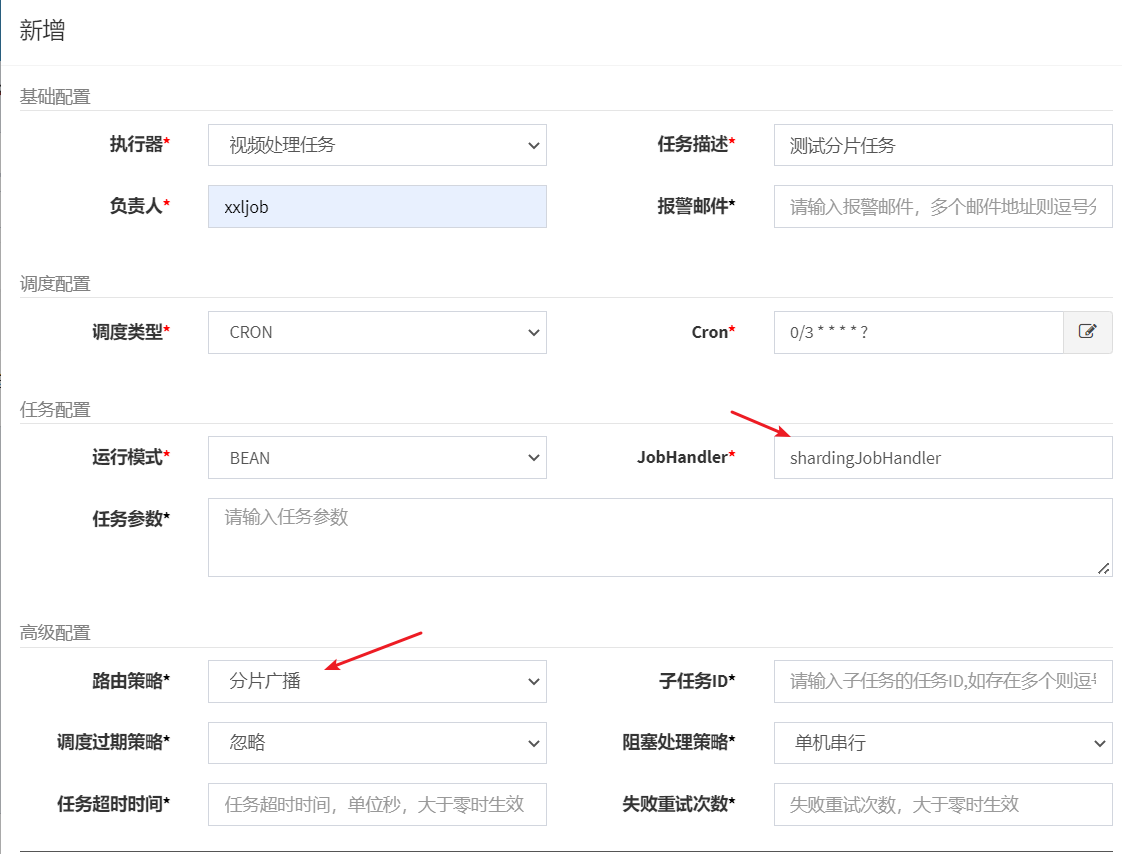 新增
基础配置
执行器* 视频处理任务 任务描述* 测试分片任务
负责人* xxljob 报警邮件* 请输入报警邮件，多个邮件地址则逗号分
调度配置
调度类型* CRON Cron* 0/3 * * * * ?
任务配置
运行模式* BEAN JobHandler* shardingJobHandler
任务参数* 请输入任务参数
高级配置
路由策略* 分片广播 子任务ID* 请输入子任务的任务ID,如存在多个则逗号
调度过期策略* 忽略 阻塞处理策略* 单机串行
任务超时时间* 任务超时时间，单位秒，大于零时生效 失败重试次数* 失败重试次数，大于零时生效